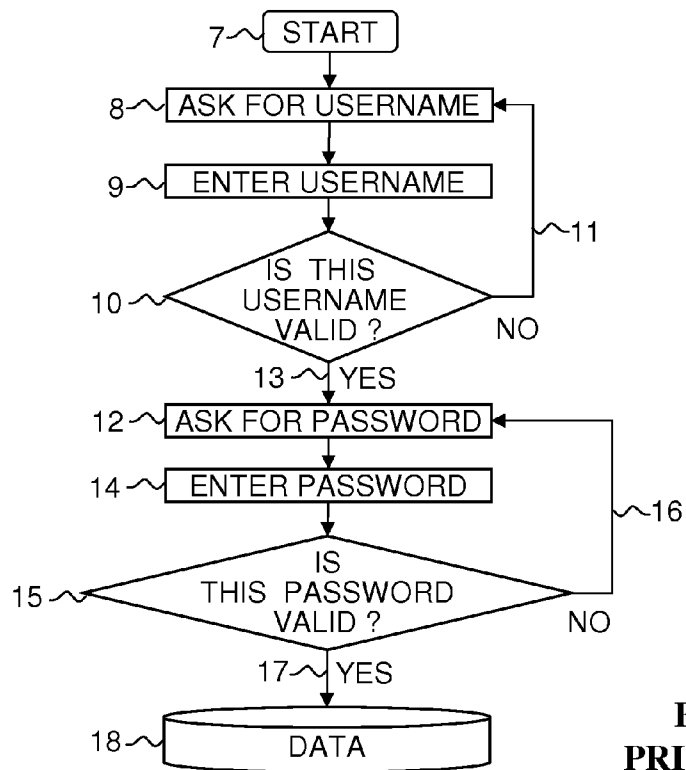 7 START
8 ASK FOR USERNAME
9 ENTER USERNAME
11
10 IS THIS
USERNAME
VALID ?
NO
13 YES
12 ASK FOR PASSWORD
14 ENTER PASSWORD
16
15 IS
THIS PASSWORD
VALID ?
NO
17 YES
18 DATA